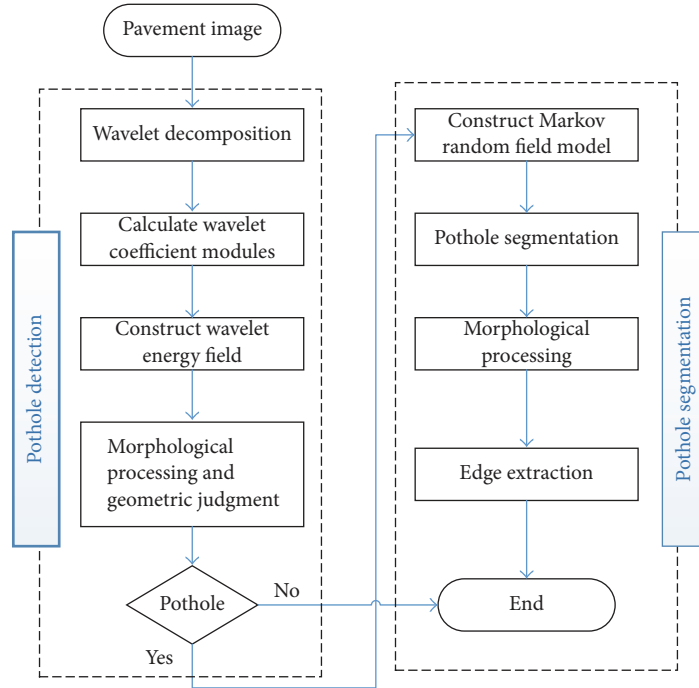 Pavement image
Wavelet decomposition
Calculate wavelet
coefficient modules
Construct wavelet
energy field
Morphological
processing and
geometric judgment
Pothole
No
Yes
Pothole detection
Construct Markov
random field model
Pothole segmentation
Morphological
processing
Edge extraction
End
Pothole segmentation